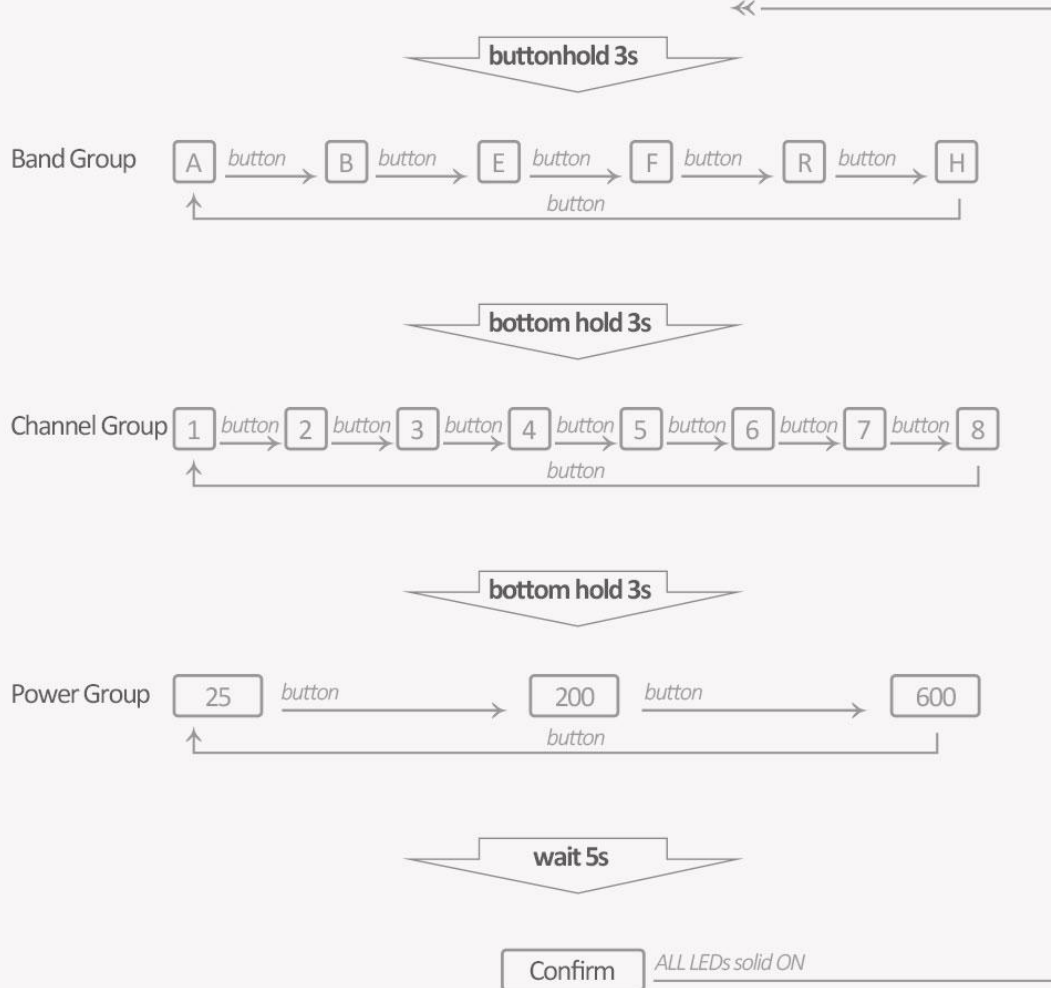 buttonhold 3s
Band Group A button B button E button F button R button H
button
bottom hold 3s
Channel Group 1 button 2 button 3 button 4 button 5 button 6 button 7 button 8
button
bottom hold 3s
Power Group 25 button 200 button 600
button
wait 5s
Confirm ALL LEDs solid ON